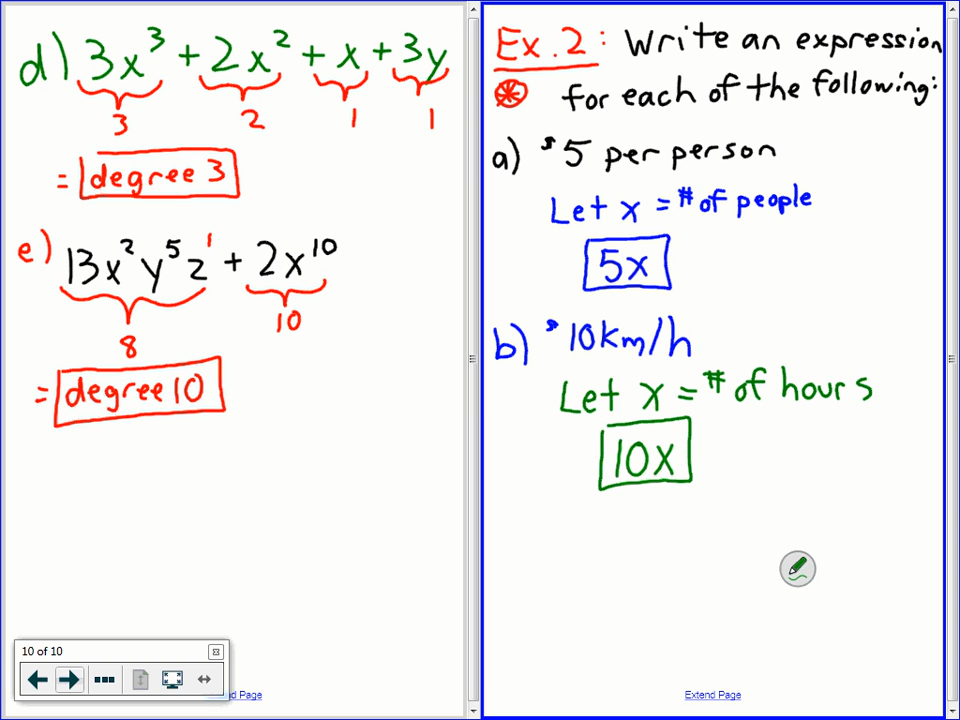 d) 3x³ + 2x² + x + 3y
3 2 1 1
= degree 3
e) 13x²y⁵z¹ + 2x¹⁰
8 10
= degree 10
10 of 10
Extend Page
Ex. 2 : Write an expression
for each of the following:
a) $5 per person
Let x = # of people
5x
b) $10km/h
Let x = # of hours
10x
Extend Page